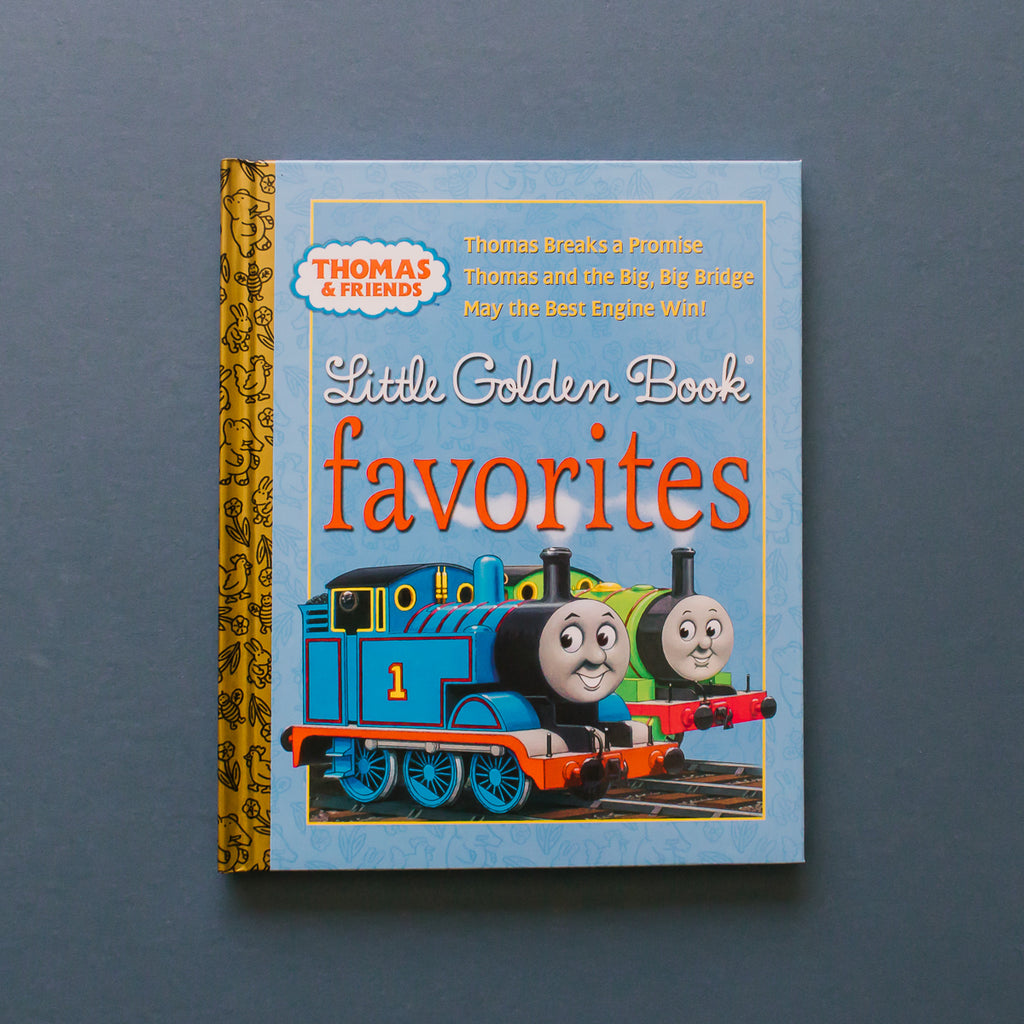 THOMAS
& FRIENDS™
Thomas Breaks a Promise
Thomas and the Big, Big Bridge
May the Best Engine Win!
Little Golden Book®
favorites
1